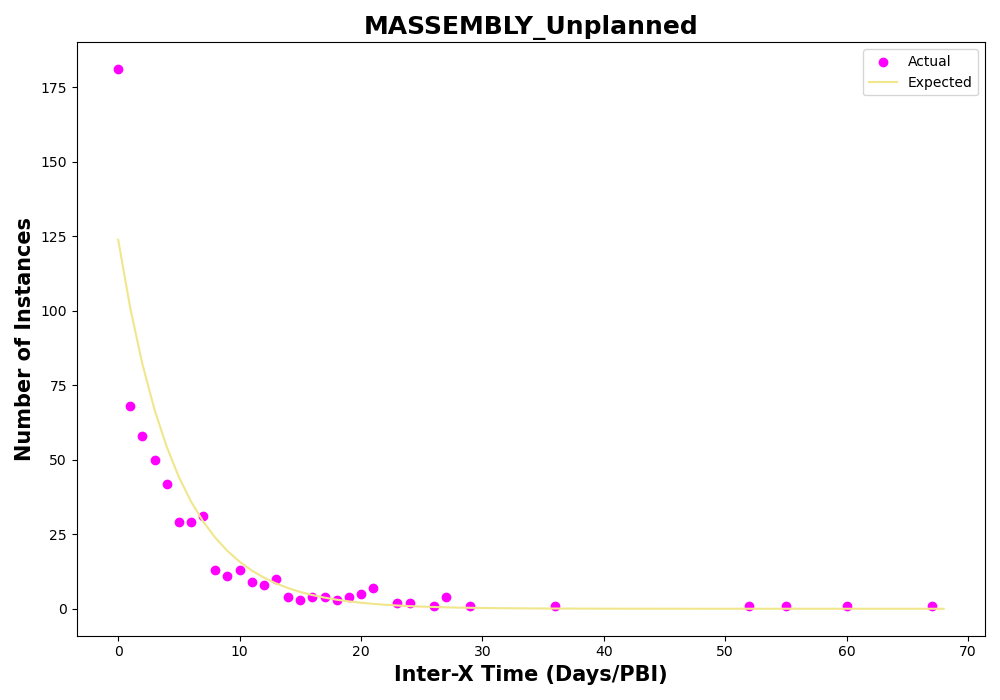 MASSEMBLY_Unplanned
Actual
Expected
Number of Instances
175
150
125
100
75
50
25
0
0 10 20 30 40 50 60 70
Inter-X Time (Days/PBI)